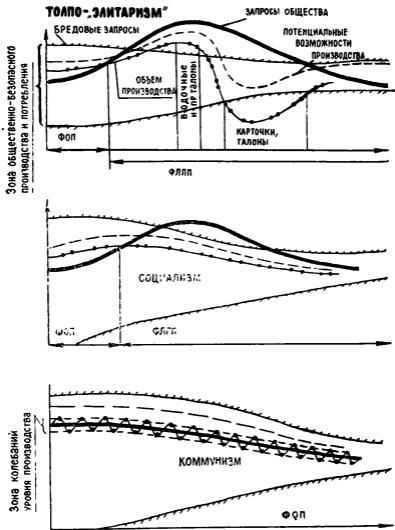 ТОЛПО-„ЭЛИТАРИЗМ“
БРЕДОВЫЕ ЗАПРОСЫ
ЗАПРОСЫ ОБЩЕСТВА
ПОТЕНЦИАЛЬНЫЕ
ВОЗМОЖНОСТИ
ПРОИЗВОДСТВА
ОБЪЕМ
ПРОИЗВОДСТВА
ВОДОЧНЫЕ
И ПР ТАЛОНЫ
КАРТОЧКИ,
ТАЛОНЫ
ФОП
ФЛПП
Зона общественно-безопасного
производства и потребления
СОЦИАЛИЗМ
ФОП
ФЛПП
Зона колебаний
уровня производства
КОММУНИЗМ
ФОП